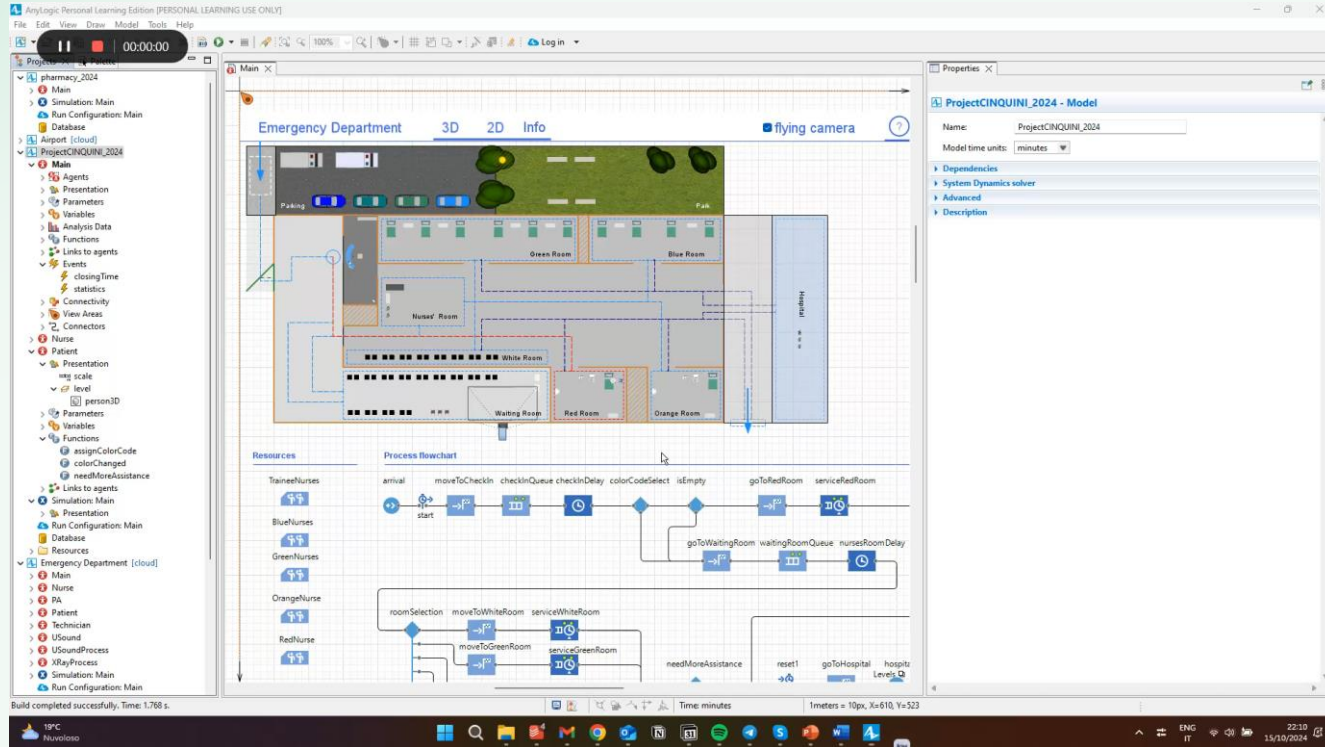 AnyLogic Personal Learning Edition [PERSONAL LEARNING USE ONLY]
File Edit View Draw Model Tools Help
00:00:00
100%
Log in
Projects
Palette
pharmacy_2024
Main
Simulation: Main
Run Configuration: Main
Database
Airport [cloud]
ProjectCINQUINI_2024
Main
Agents
Presentation
Parameters
Variables
Analysis Data
Functions
Links to agents
Events
closingTime
statistics
Connectivity
View Areas
Connectors
Nurse
Patient
Presentation
scale
level
person3D
Parameters
Variables
Functions
assignColorCode
colorChanged
needMoreAssistance
Links to agents
Simulation: Main
Presentation
Run Configuration: Main
Database
Resources
Emergency Department [cloud]
Main
Nurse
PA
Patient
Technician
USound
USoundProcess
XRayProcess
Simulation: Main
Run Configuration: Main
Main
Emergency Department 3D 2D Info flying camera ?
Parking Park
Green Room Blue Room
Hospital
Nurses' Room
White Room
Waiting Room Red Room Orange Room
Resources Process flowchart
TraineeNurses
BlueNurses
GreenNurses
OrangeNurse
RedNurse
arrival moveToCheckIn checkInQueue checkInDelay colorCodeSelect isEmpty goToRedRoom serviceRedRoom
start
goToWaitingRoom waitingRoomQueue nursesRoomDelay
roomSelection moveToWhiteRoom serviceWhiteRoom
moveToGreenRoom serviceGreenRoom
needMoreAssistance reset1 goToHospital hospita
Levels
Properties
ProjectCINQUINI_2024 - Model
Name: ProjectCINQUINI_2024
Model time units: minutes
Dependencies
System Dynamics solver
Advanced
Description
Build completed successfully. Time: 1.768 s.
Time: minutes
1meters = 10px, X=610, Y=523
19°C
Nuvoloso
ENG
IT
22:10
15/10/2024